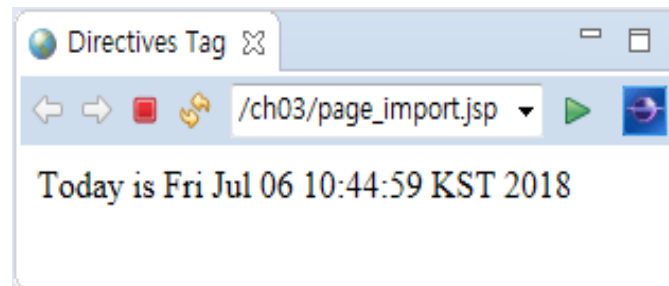 Directives Tag
/ch03/page_import.jsp
Today is Fri Jul 06 10:44:59 KST 2018